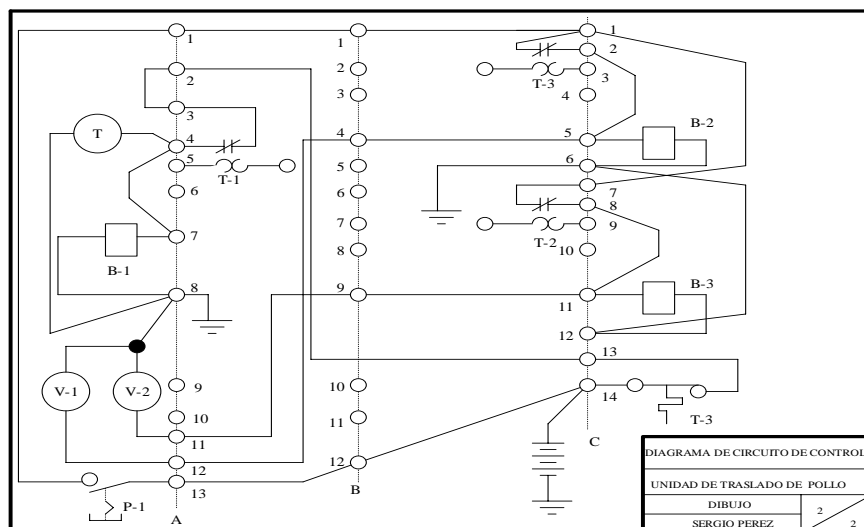 1
2
3
4
5
6
7
8
9
10
11
12
13
A
T
T-1
B-1
V-1
V-2
P-1
1
2
3
4
5
6
7
8
9
10
11
12
B
1
2
3
4
5
6
7
8
9
10
11
12
13
14
C
T-3
B-2
T-2
B-3
T-3
DIAGRAMA DE CIRCUITO DE CONTROL
UNIDAD DE TRASLADO DE POLLO
DIBUJO
SERGIO PEREZ
2
2